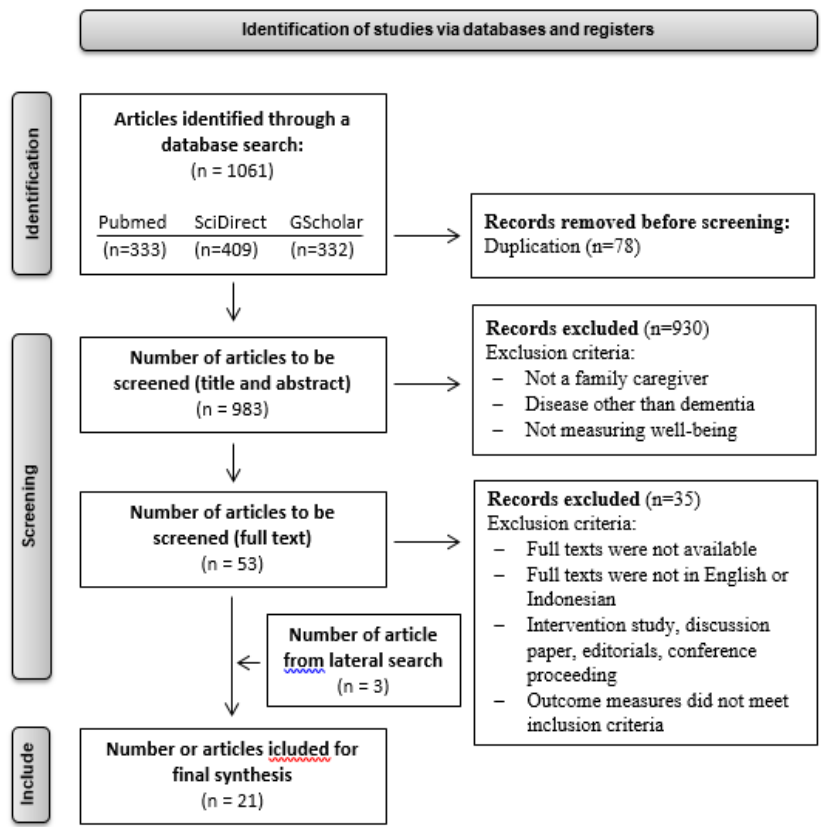 Identification of studies via databases and registers
Identification
Articles identified through a
database search:
(n = 1061)
Pubmed SciDirect GScholar
(n=333) (n=409) (n=332)
Records removed before screening:
Duplication (n=78)
Screening
Number of articles to be
screened (title and abstract)
(n = 983)
Records excluded (n=930)
Exclusion criteria:
– Not a family caregiver
– Disease other than dementia
– Not measuring well-being
Number of articles to be
screened (full text)
(n = 53)
Records excluded (n=35)
Exclusion criteria:
– Full texts were not available
– Full texts were not in English or
Indonesian
– Intervention study, discussion
paper, editorials, conference
proceeding
– Outcome measures did not meet
inclusion criteria
Number of article
from lateral search
(n = 3)
Include
Number or articles icluded for
final synthesis
(n = 21)